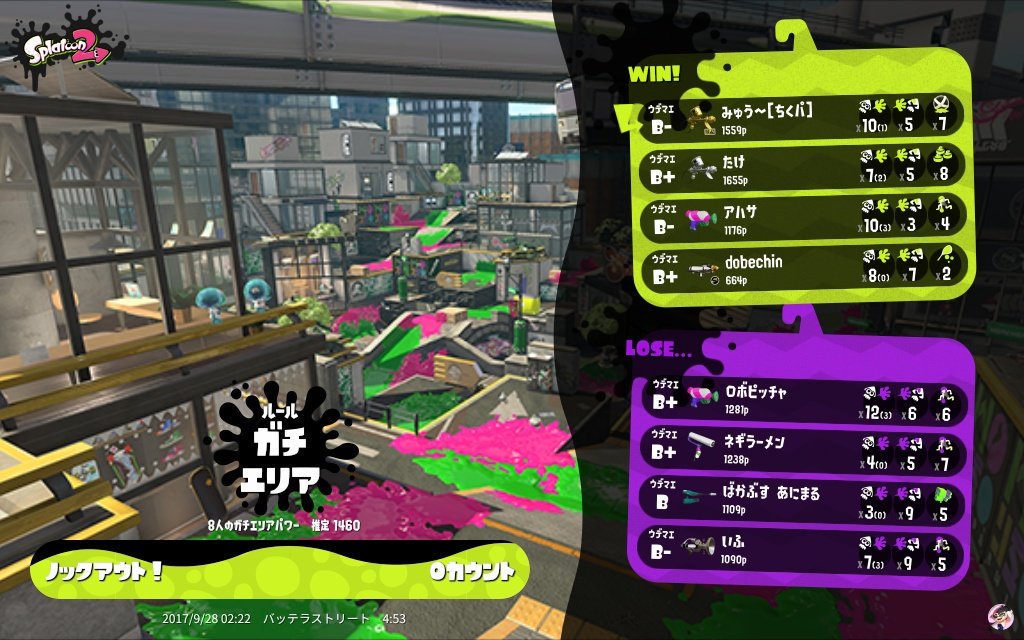 Splatoon 2
WIN!
ウデマエ
B-
みゅう〜[ちくパ]
1559p
x10(1) x5 x7
ウデマエ
B+
たけ
1655p
x7(2) x5 x8
ウデマエ
B-
アハサ
1176p
x10(3) x3 x4
ウデマエ
B+
dobechin
664p
x8(0) x7 x2
LOSE...
ウデマエ
B+
ロボピッチャ
1281p
x12(3) x6 x6
ウデマエ
B+
ネギラーメン
1238p
x4(0) x5 x7
ウデマエ
B
ばかぶす あにまる
1109p
x3(0) x9 x5
ウデマエ
B-
いふ
1090p
x7(3) x9 x5
ルール
ガチ
エリア
8人のガチエリアパワー 推定 1460
ノックアウト! 0カウント
2017/9/28 02:22 バッテラストリート 4:53